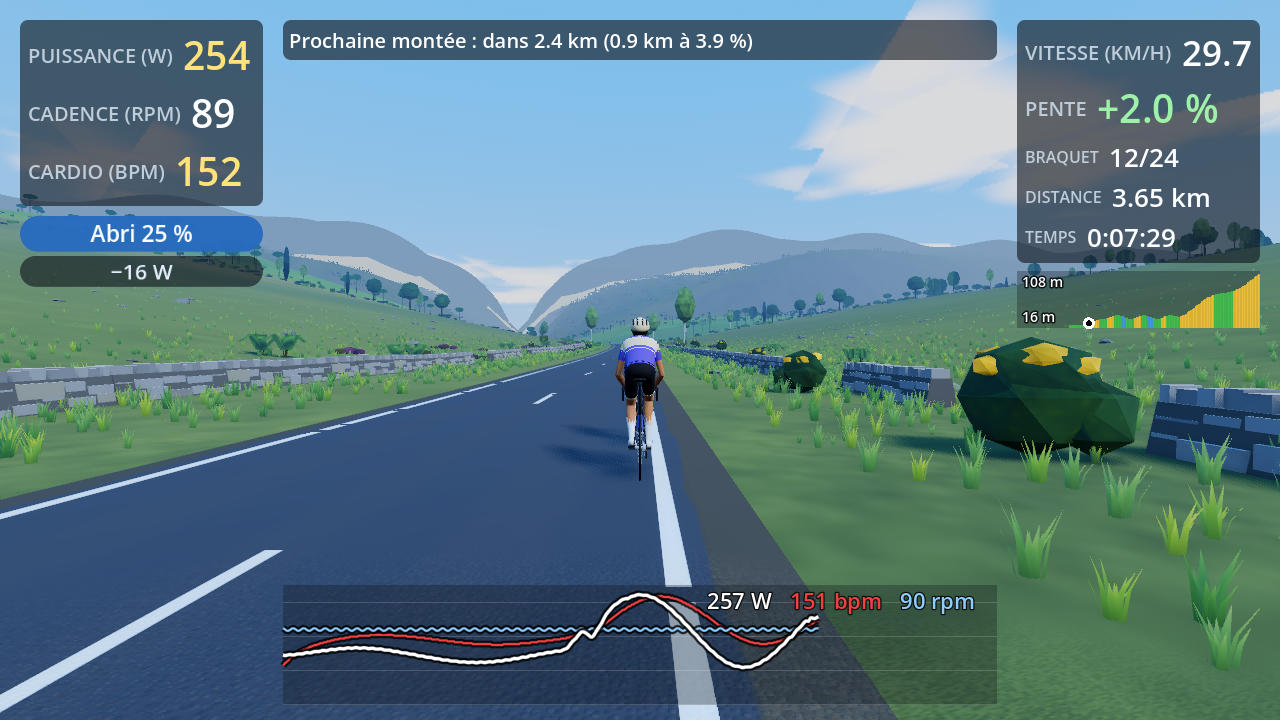 PUISSANCE (W) 254
CADENCE (RPM) 89
CARDIO (BPM) 152
Abri 25 %
−16 W
Prochaine montée : dans 2.4 km (0.9 km à 3.9 %)
VITESSE (KM/H) 29.7
PENTE +2.0 %
BRAQUET 12/24
DISTANCE 3.65 km
TEMPS 0:07:29
108 m
16 m
257 W 151 bpm 90 rpm